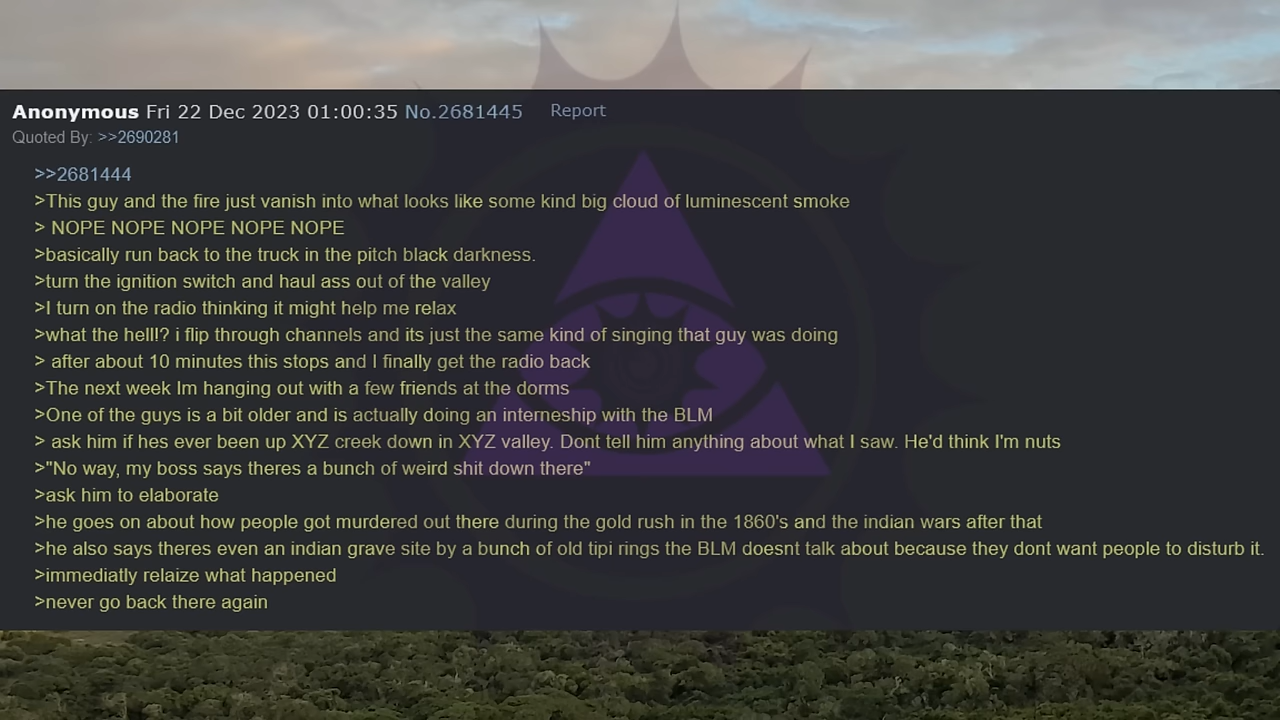 Anonymous Fri 22 Dec 2023 01:00:35 No.2681445 Report
Quoted By: >>2690281
>>2681444
>This guy and the fire just vanish into what looks like some kind big cloud of luminescent smoke
> NOPE NOPE NOPE NOPE NOPE
>basically run back to the truck in the pitch black darkness.
>turn the ignition switch and haul ass out of the valley
>I turn on the radio thinking it might help me relax
>what the hell!? i flip through channels and its just the same kind of singing that guy was doing
> after about 10 minutes this stops and I finally get the radio back
>The next week Im hanging out with a few friends at the dorms
>One of the guys is a bit older and is actually doing an interneship with the BLM
> ask him if hes ever been up XYZ creek down in XYZ valley. Dont tell him anything about what I saw. He'd think I'm nuts
>"No way, my boss says theres a bunch of weird shit down there"
>ask him to elaborate
>he goes on about how people got murdered out there during the gold rush in the 1860's and the indian wars after that
>he also says theres even an indian grave site by a bunch of old tipi rings the BLM doesnt talk about because they dont want people to disturb it.
>immediatly relaize what happened
>never go back there again